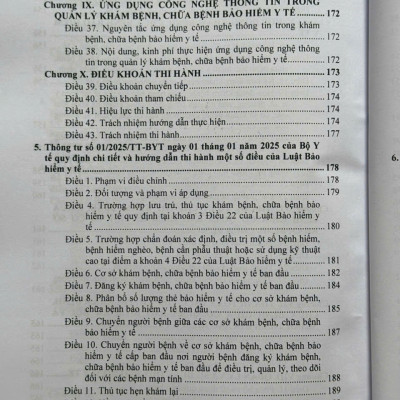 Chương IX. ỨNG DỤNG CÔNG NGHỆ THÔNG TIN TRONG
QUẢN LÝ KHÁM BỆNH, CHỮA BỆNH BẢO HIỂM Y TẾ ............... 172
Điều 37. Nguyên tắc ứng dụng công nghệ thông tin trong khám
bệnh, chữa bệnh bảo hiểm y tế ............... 172
Điều 38. Nội dung, kinh phí thực hiện ứng dụng công nghệ thông
tin trong quản lý khám bệnh, chữa bệnh bảo hiểm y tế ............... 172
Chương X. ĐIỀU KHOẢN THI HÀNH ............... 173
Điều 39. Điều khoản chuyển tiếp ............... 173
Điều 40. Điều khoản tham chiếu ............... 175
Điều 41. Hiệu lực thi hành ............... 175
Điều 42. Trách nhiệm hướng dẫn thực hiện ............... 175
Điều 43. Trách nhiệm thi hành ............... 177
5. Thông tư số 01/2025/TT-BYT ngày 01 tháng 01 năm 2025 của Bộ Y
tế quy định chi tiết và hướng dẫn thi hành một số điều của Luật Bảo
hiểm y tế ............... 178
Điều 1. Phạm vi điều chỉnh ............... 178
Điều 2. Đối tượng và phạm vi áp dụng ............... 179
Điều 4. Trường hợp lưu trú, thủ tục khám bệnh, chữa bệnh bảo
hiểm y tế quy định tại khoản 3 Điều 22 của Luật Bảo hiểm y
tế ............... 180
Điều 5. Trường hợp chẩn đoán xác định, điều trị một số bệnh hiếm,
bệnh hiểm nghèo, bệnh cần phẫu thuật hoặc sử dụng kỹ thuật
cao tại điểm a khoản 4 Điều 22 của Luật Bảo hiểm y tế ............... 181
Điều 6. Cơ sở khám bệnh, chữa bệnh bảo hiểm y tế ban đầu ............... 182
Điều 7. Đăng ký khám bệnh, chữa bệnh bảo hiểm y tế ban đầu ............... 184
Điều 8. Phân bổ số lượng thẻ bảo hiểm y tế cho cơ sở khám bệnh,
chữa bệnh bảo hiểm y tế ban đầu ............... 185
Điều 9. Chuyển người bệnh giữa các cơ sở khám bệnh, chữa bệnh
bảo hiểm y tế ............... 187
Điều 10. Chuyển người bệnh về cơ sở khám bệnh, chữa bệnh bảo
hiểm y tế cấp ban đầu nơi người bệnh đăng ký khám bệnh,
chữa bệnh bảo hiểm y tế ban đầu để điều trị, quản lý, theo dõi
đối với các bệnh mạn tính ............... 188
Điều 11. Thủ tục hẹn khám lại ............... 189
6.